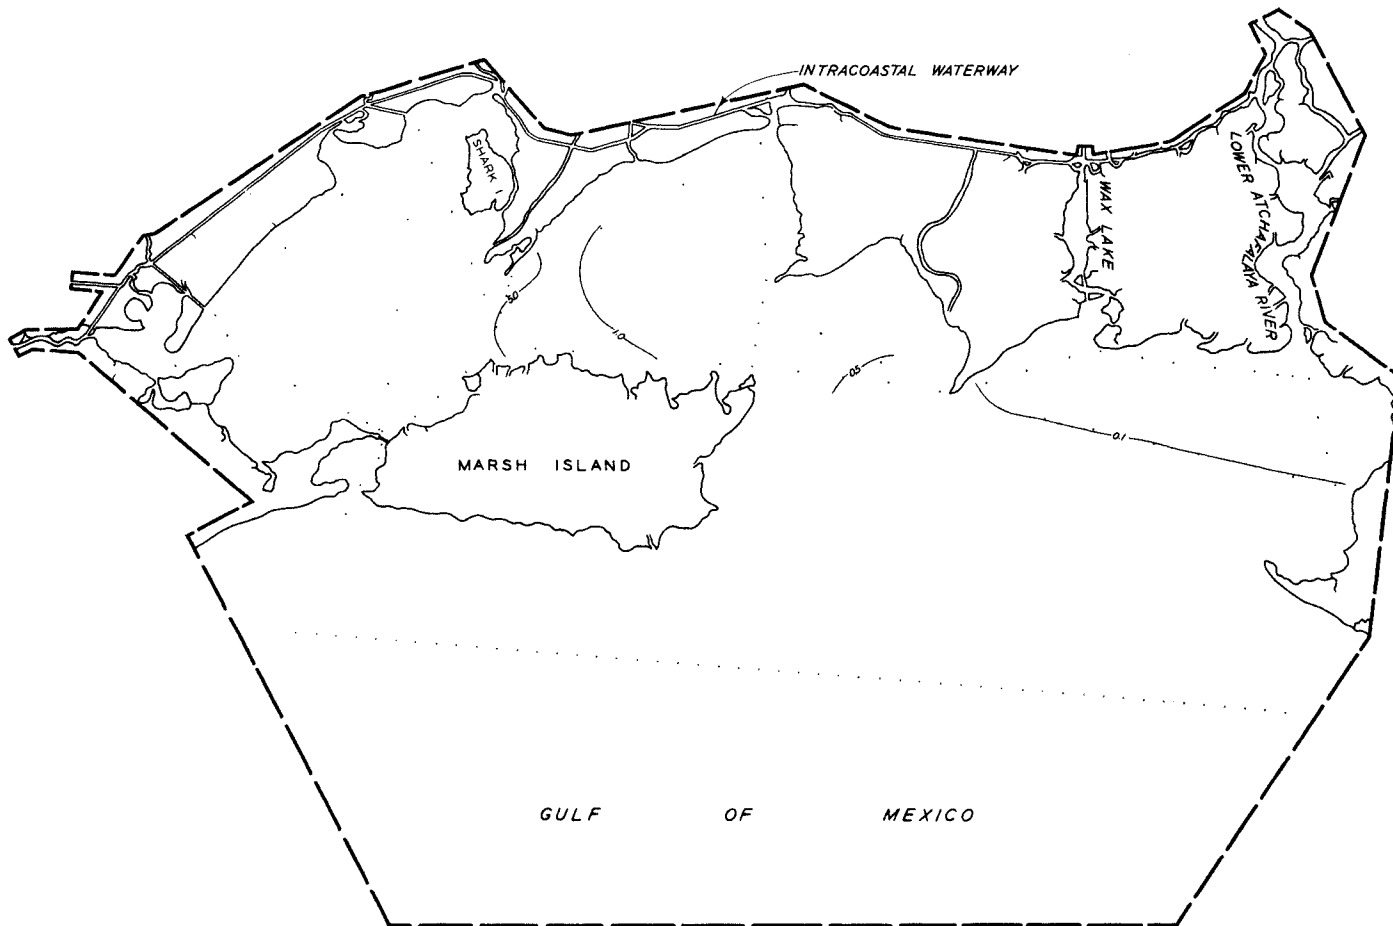 INTRACOASTAL WATERWAY
SHARK I.
WAX LAKE
LOWER ATCHAFALAYA RIVER
5.0
1.0
0.5
0.1
MARSH ISLAND
GULF OF MEXICO